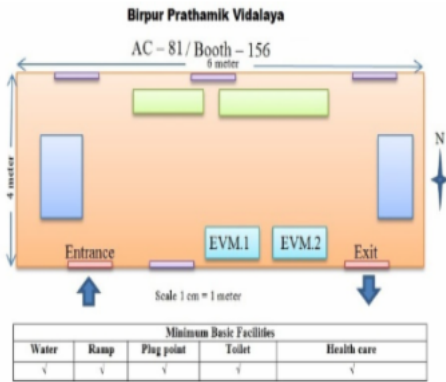 Birpur Prathamik Vidalaya
AC – 81/ Booth – 156
6 meter
4 meter
N
EVM.1 EVM.2
Entrance Exit
Scale 1 cm = 1 meter
Minimum Basic Facilities
Water Ramp Plug point Toilet Health care
√ √ √ √ √